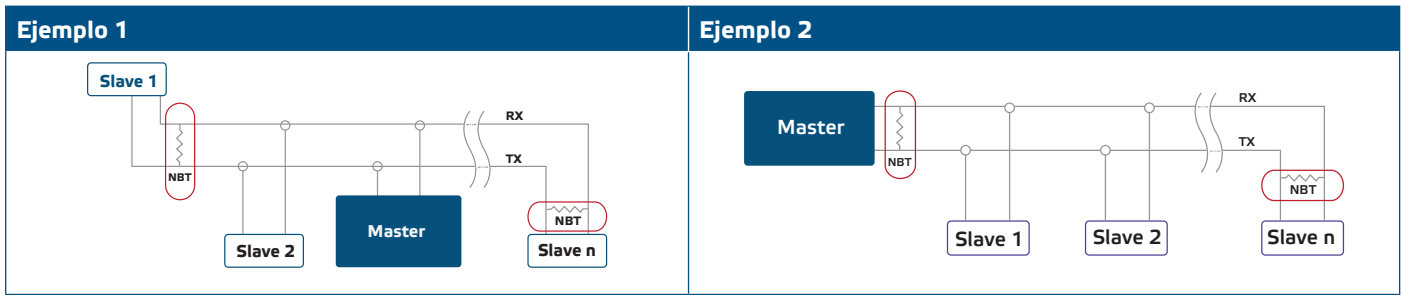 Ejemplo 1
Slave 1
RX
TX
NBT
NBT
Master
Slave 2
Slave n
Ejemplo 2
Master
RX
TX
NBT
NBT
Slave 1
Slave 2
Slave n